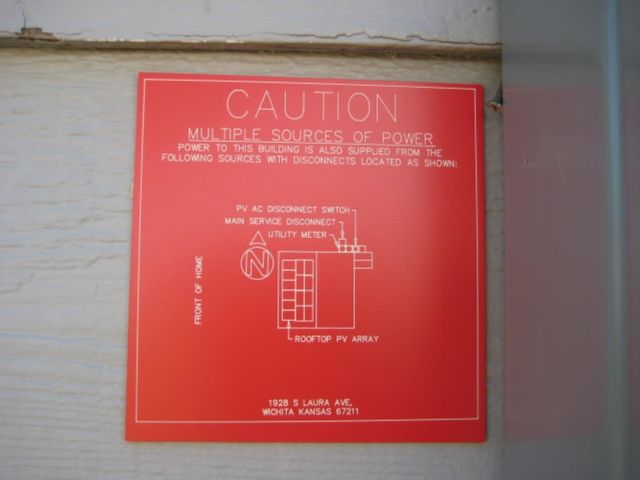 CAUTION
MULTIPLE SOURCES OF POWER
POWER TO THIS BUILDING IS ALSO SUPPLIED FROM THE
FOLLOWING SOURCES WITH DISCONNECTS LOCATED AS SHOWN:
PV AC DISCONNECT SWITCH
MAIN SERVICE DISCONNECT
UTILITY METER
N
FRONT OF HOME
ROOFTOP PV ARRAY
1928 S LAURA AVE,
WICHITA KANSAS 67211